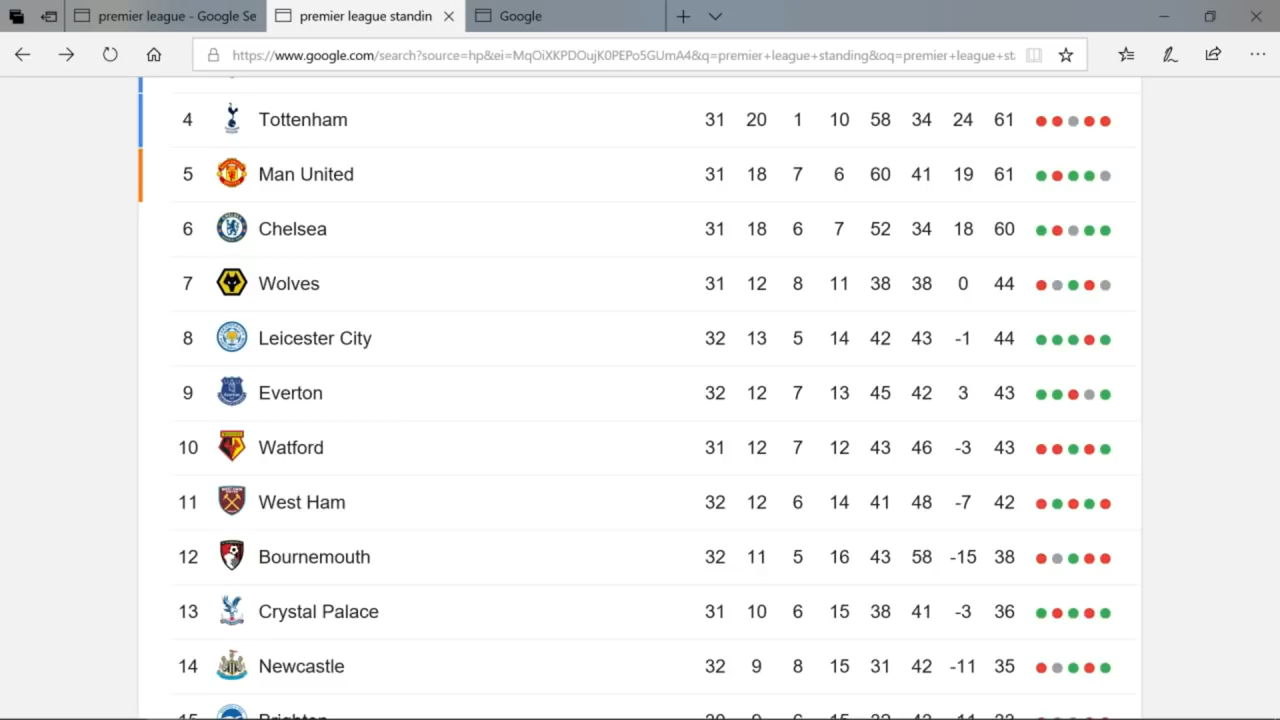 premier league - Google Se premier league standin Google
https://www.google.com/search?source=hp&ei=MqOiXKPDOujK0PEPo5GUmA4&q=premier+league+standing&oq=premier+league+st
4 Tottenham 31 20 1 10 58 34 24 61
5 Man United 31 18 7 6 60 41 19 61
6 Chelsea 31 18 6 7 52 34 18 60
7 Wolves 31 12 8 11 38 38 0 44
8 Leicester City 32 13 5 14 42 43 -1 44
9 Everton 32 12 7 13 45 42 3 43
10 Watford 31 12 7 12 43 46 -3 43
11 West Ham 32 12 6 14 41 48 -7 42
12 Bournemouth 32 11 5 16 43 58 -15 38
13 Crystal Palace 31 10 6 15 38 41 -3 36
14 Newcastle 32 9 8 15 31 42 -11 35
15 Brighton